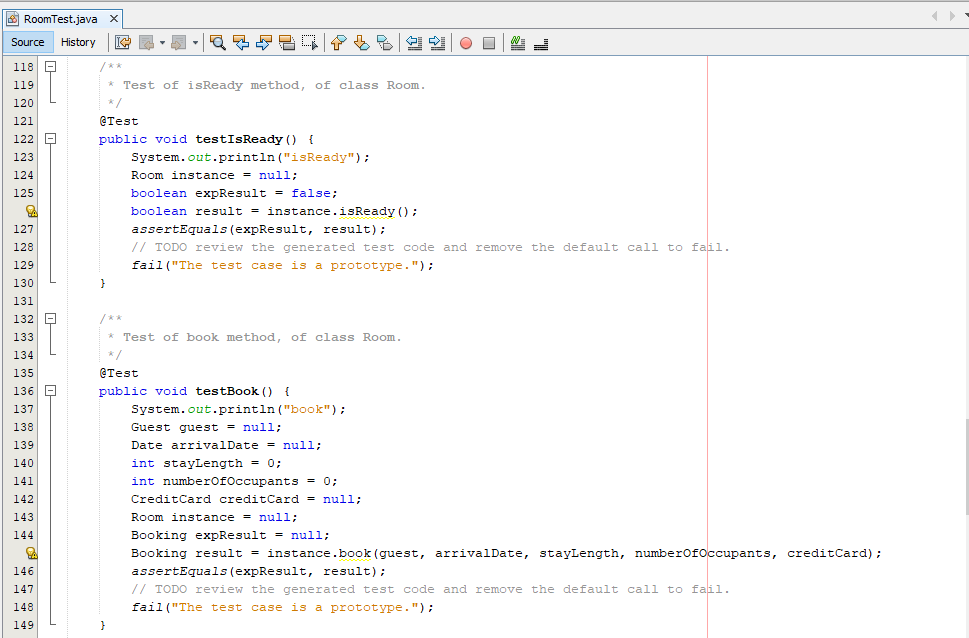 RoomTest.java
Source History
118 /**
119 * Test of isReady method, of class Room.
120 */
121 @Test
122 public void testIsReady() {
123 System.out.println("isReady");
124 Room instance = null;
125 boolean expResult = false;
boolean result = instance.isReady();
127 assertEquals(expResult, result);
128 // TODO review the generated test code and remove the default call to fail.
129 fail("The test case is a prototype.");
130 }
131
132 /**
133 * Test of book method, of class Room.
134 */
135 @Test
136 public void testBook() {
137 System.out.println("book");
138 Guest guest = null;
139 Date arrivalDate = null;
140 int stayLength = 0;
141 int numberOfOccupants = 0;
142 CreditCard creditCard = null;
143 Room instance = null;
144 Booking expResult = null;
Booking result = instance.book(guest, arrivalDate, stayLength, numberOfOccupants, creditCard);
146 assertEquals(expResult, result);
147 // TODO review the generated test code and remove the default call to fail.
148 fail("The test case is a prototype.");
149 }